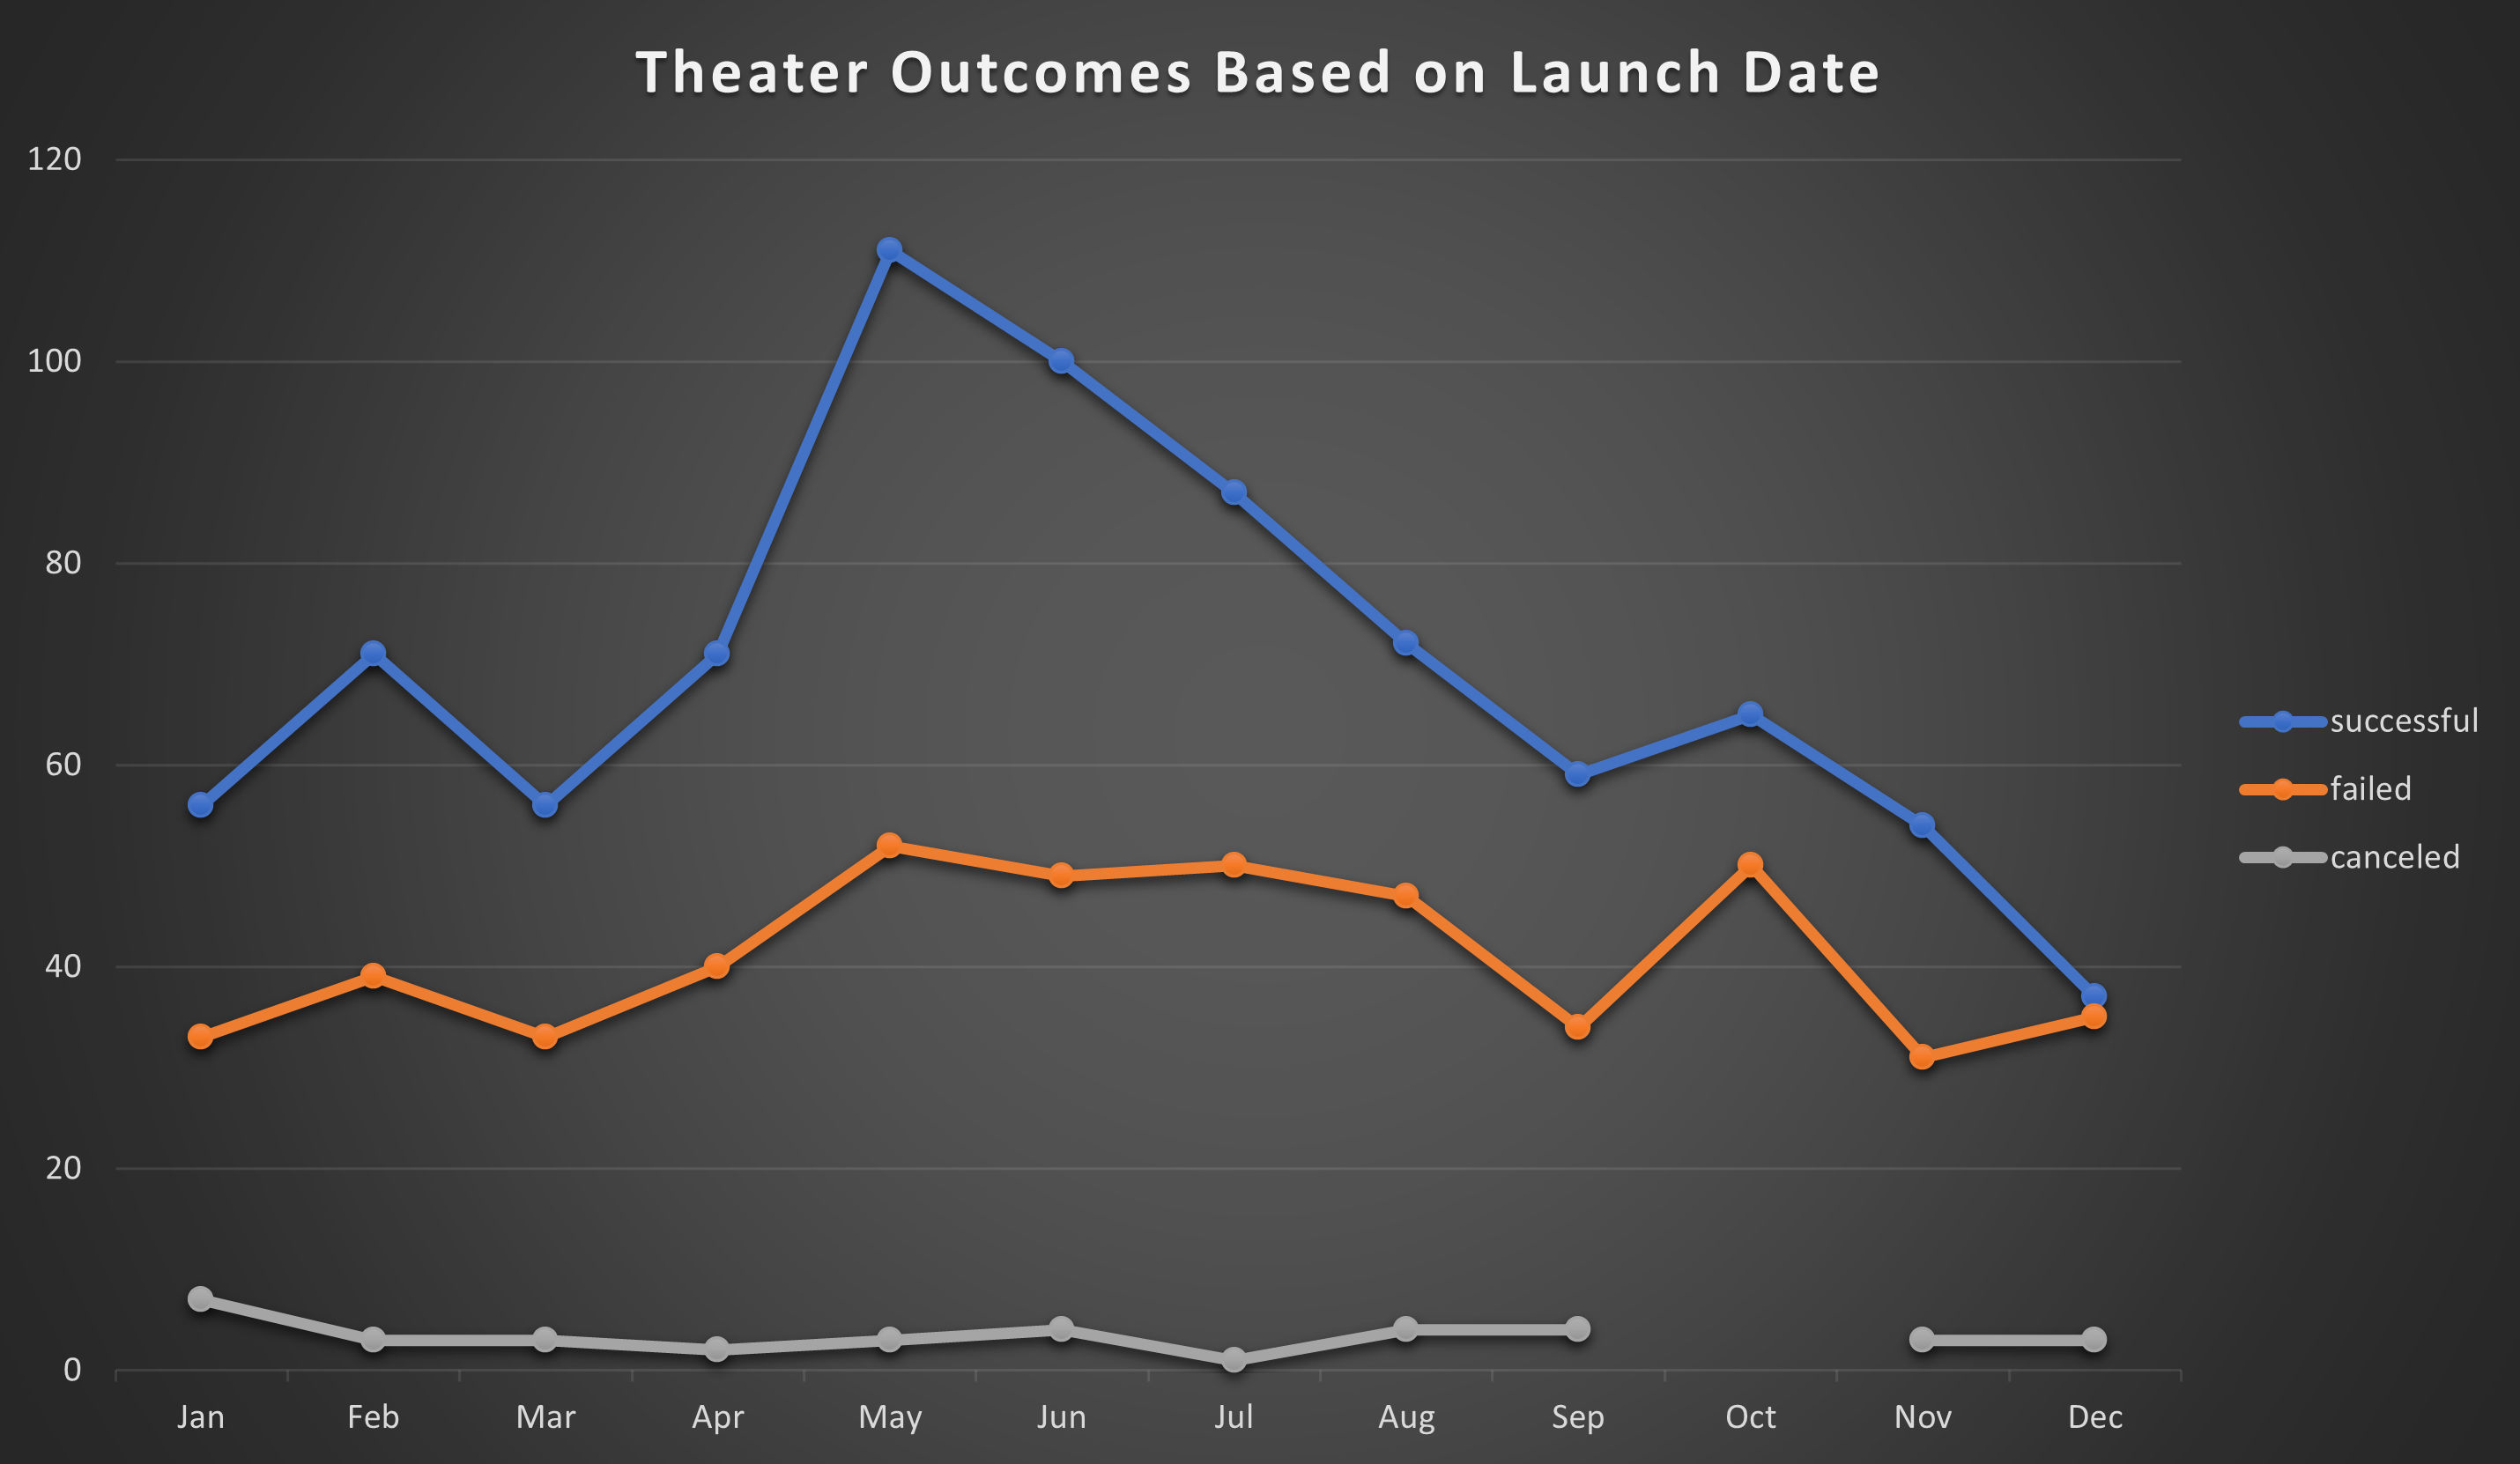 Theater Outcomes Based on Launch Date
120
100
80
60
40
20
0
Jan Feb Mar Apr May Jun Jul Aug Sep Oct Nov Dec
successful
failed
canceled